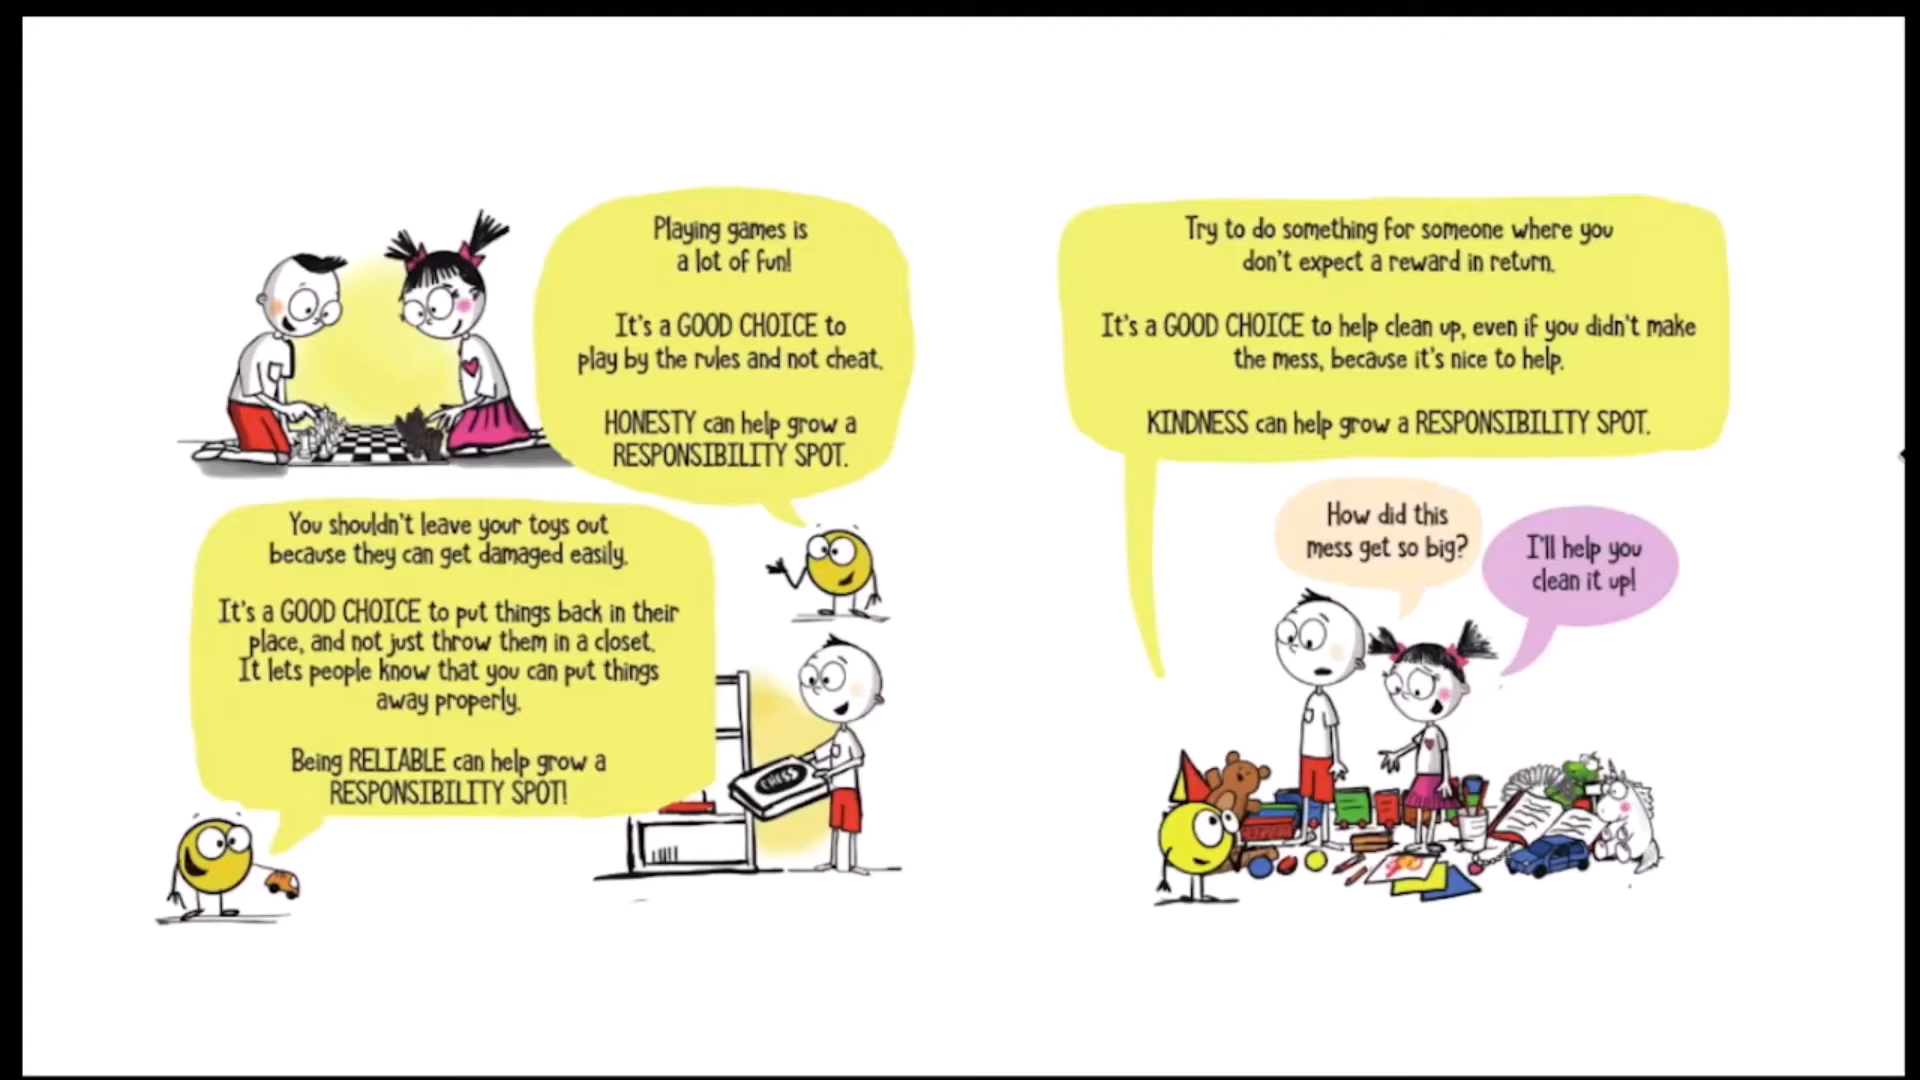 Playing games is
a lot of fun!
It's a GOOD CHOICE to
play by the rules and not cheat.
HONESTY can help grow a
RESPONSIBILITY SPOT.
You shouldn't leave your toys out
because they can get damaged easily.
It's a GOOD CHOICE to put things back in their
place, and not just throw them in a closet.
It lets people know that you can put things
away properly.
Being RELIABLE can help grow a
RESPONSIBILITY SPOT!
CHESS
Try to do something for someone where you
don't expect a reward in return.
It's a GOOD CHOICE to help clean up, even if you didn't make
the mess, because it's nice to help.
KINDNESS can help grow a RESPONSIBILITY SPOT.
How did this
mess get so big?
I'll help you
clean it up!